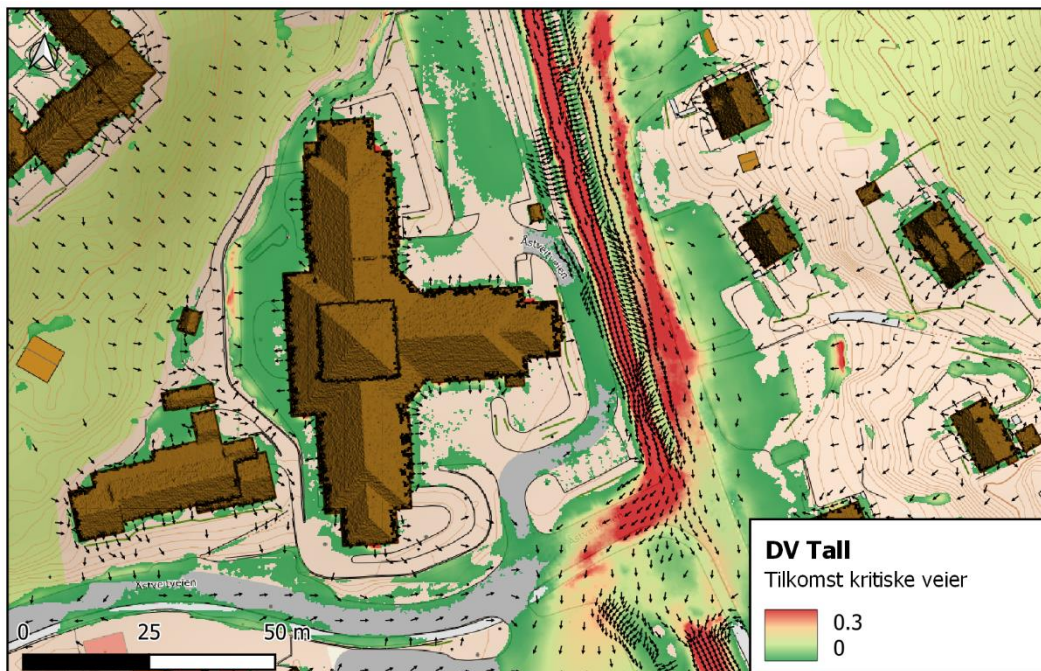 Åstveitveien
Åstveitveien
0 25 50 m
DV Tall
Tilkomst kritiske veier
0.3
0